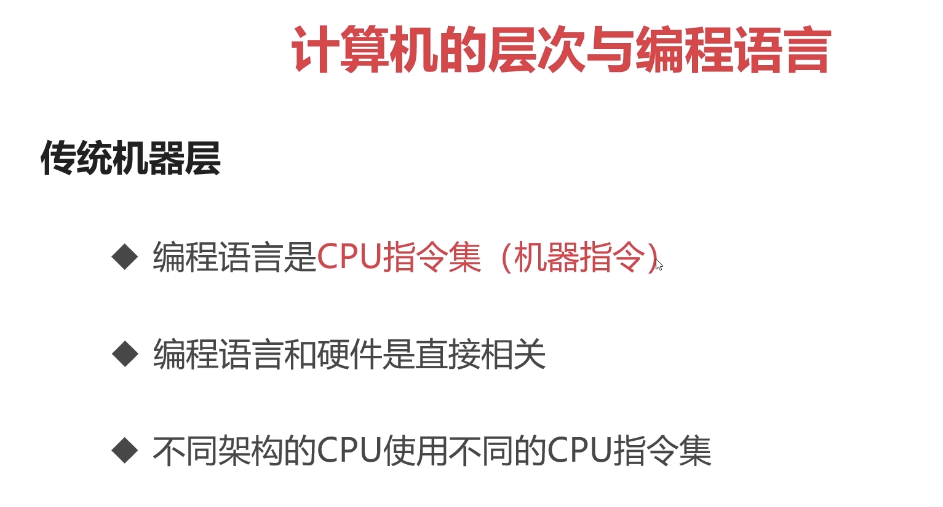 计算机的层次与编程语言
传统机器层
◆ 编程语言是CPU指令集（机器指令）
◆ 编程语言和硬件是直接相关
◆ 不同架构的CPU使用不同的CPU指令集